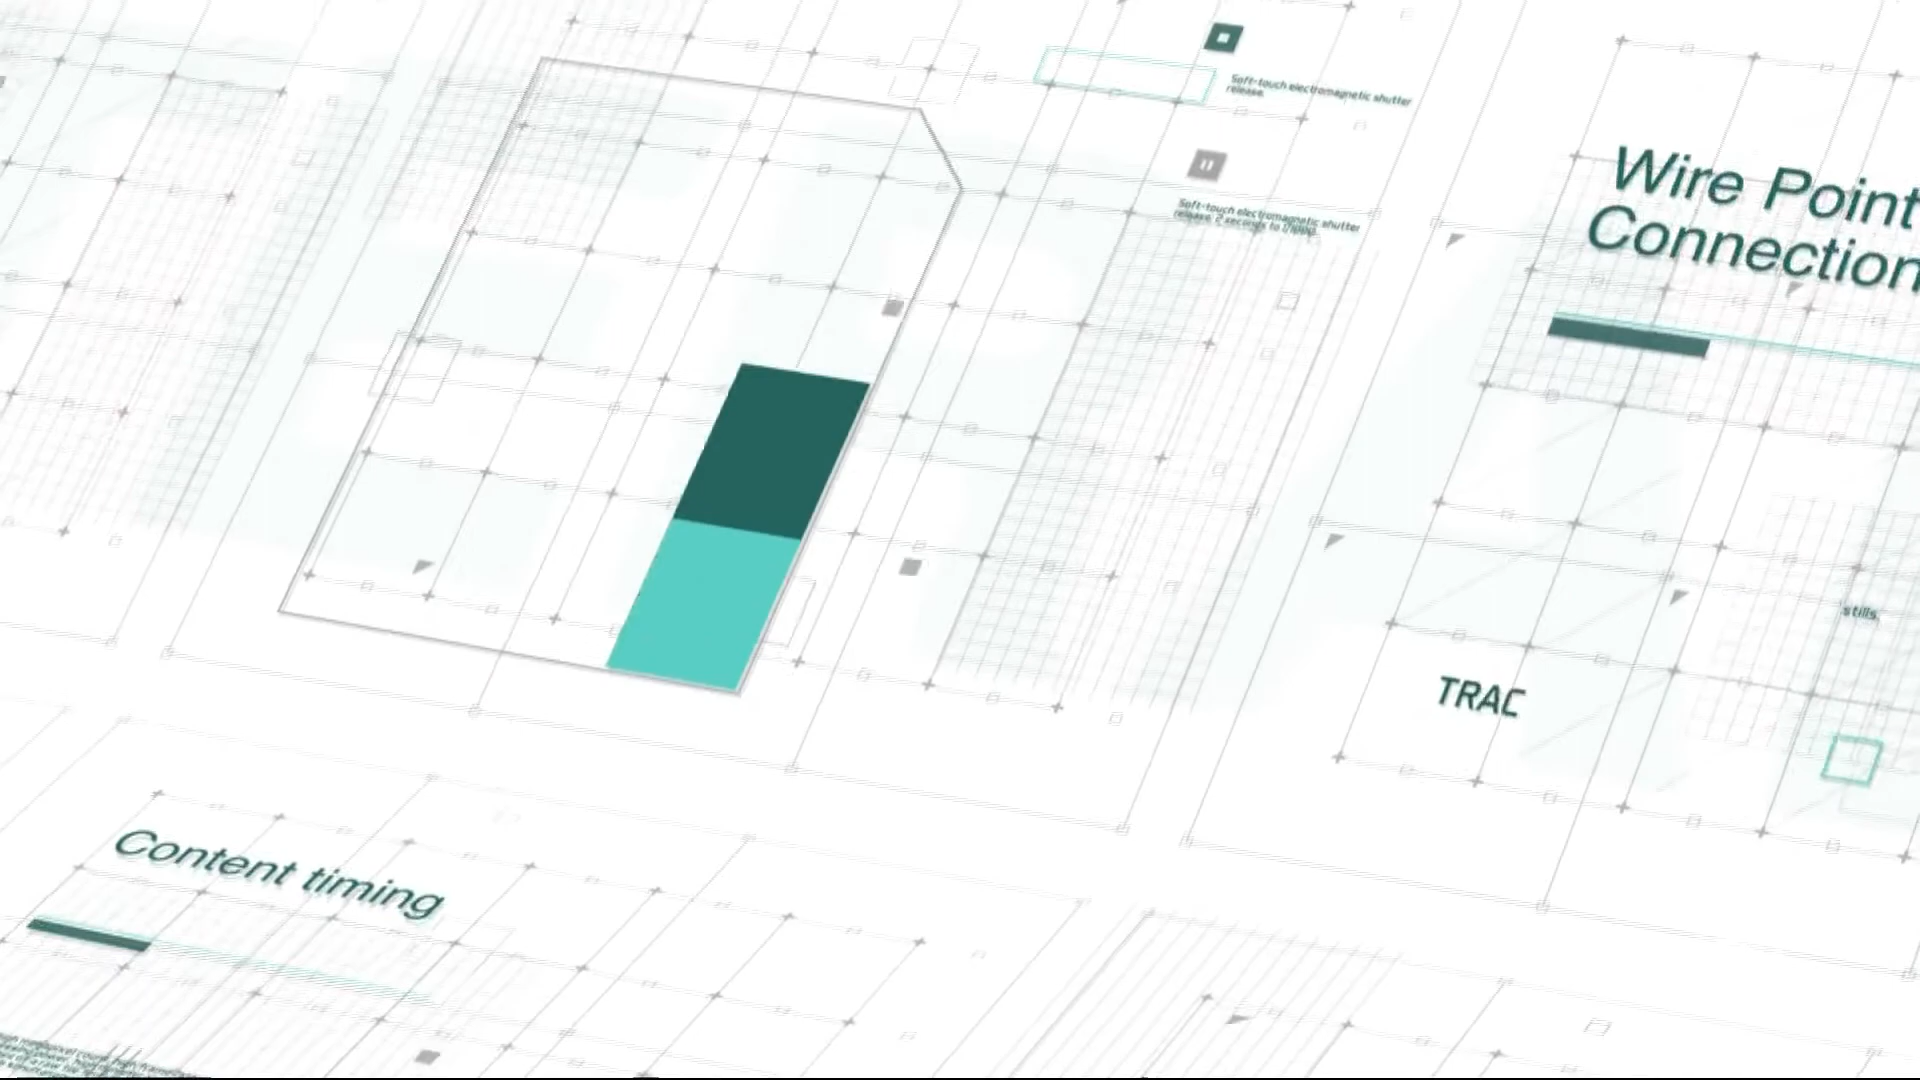 Soft-touch electromagnetic shutter
release.
Soft-touch electromagnetic shutter
release. 2 seconds to 1/1000.
Wire Point
Connection
stills,
TRAC
Content timing